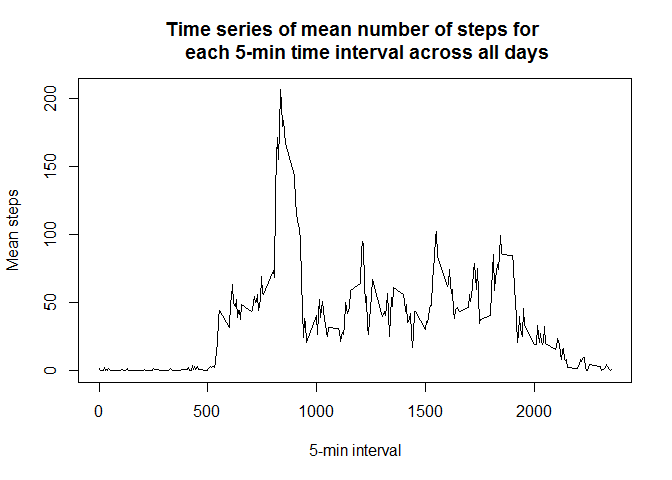 Time series of mean number of steps for
each 5-min time interval across all days
Mean steps
200
150
100
50
0
0 500 1000 1500 2000
5-min interval